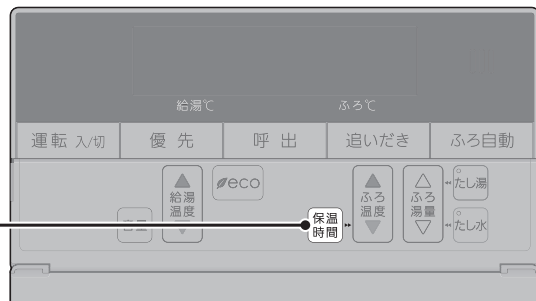 給湯℃ ふろ℃
運転 入/切 優先 呼出 追いだき ふろ自動
eco
給湯
温度
音量
保温
時間
ふろ
温度
ふろ
湯量
たし湯
たし水